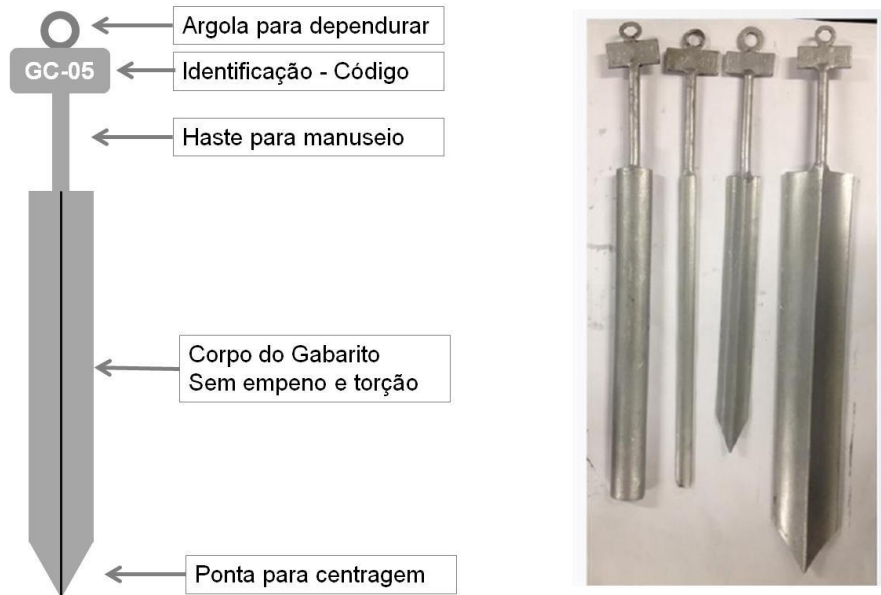 Argola para dependurar
GC-05
Identificação - Código
Haste para manuseio
Corpo do Gabarito
Sem empeno e torção
Ponta para centragem